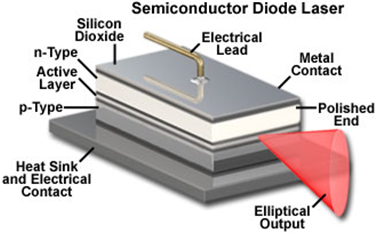 Semiconductor Diode Laser
Silicon
Dioxide
Electrical
Lead
n-Type
Metal
Contact
Active
Layer
p-Type
Polished
End
Heat Sink
and Electrical
Contact
Elliptical
Output